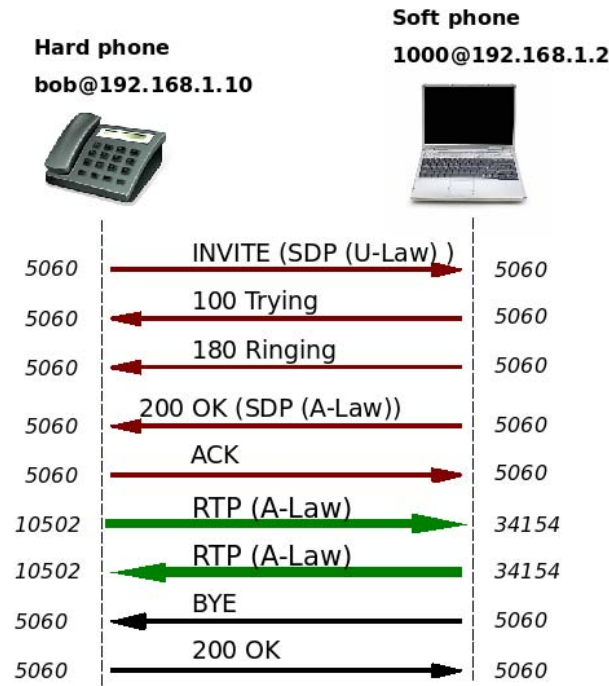 Hard phone
bob@192.168.1.10
Soft phone
1000@192.168.1.2
5060 INVITE (SDP (U-Law) ) 5060
5060 100 Trying 5060
5060 180 Ringing 5060
5060 200 OK (SDP (A-Law)) 5060
5060 ACK 5060
10502 RTP (A-Law) 34154
10502 RTP (A-Law) 34154
5060 BYE 5060
5060 200 OK 5060